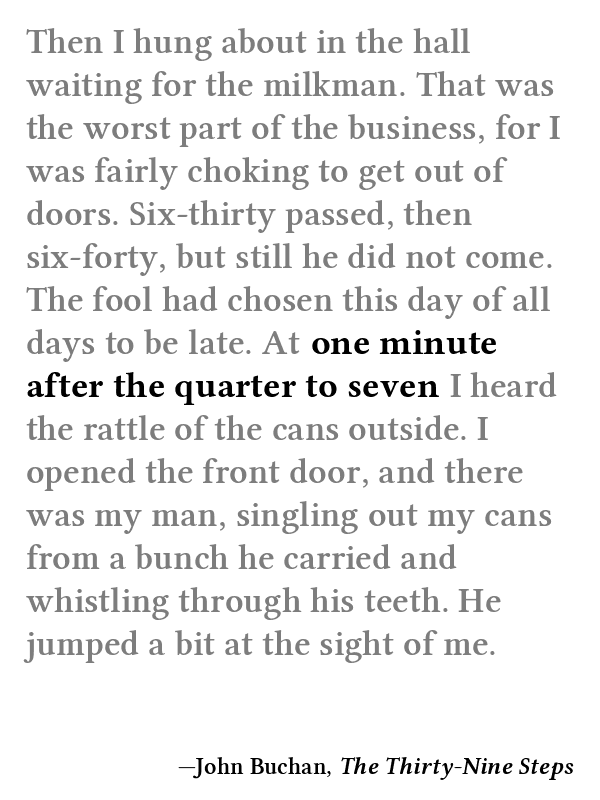 Then I hung about in the hall
waiting for the milkman. That was
the worst part of the business, for I
was fairly choking to get out of
doors. Six-thirty passed, then
six-forty, but still he did not come.
The fool had chosen this day of all
days to be late. At one minute
after the quarter to seven I heard
the rattle of the cans outside. I
opened the front door, and there
was my man, singling out my cans
from a bunch he carried and
whistling through his teeth. He
jumped a bit at the sight of me.
—John Buchan, The Thirty-Nine Steps